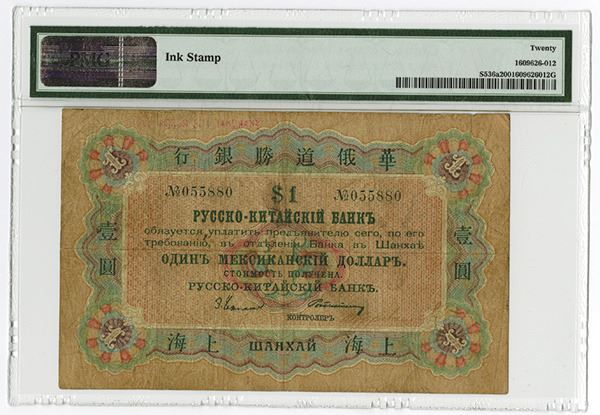 PMG
Ink Stamp
Twenty
1609626-012
S536a2001609626012G
行銀勝道俄華
№055880 $1 №055880
РУССКО-КИТАЙСКІЙ БАНКЪ
обязуется уплатить предъявителю сего, по его
требованію, въ отдѣленіи Банка въ Шанхаѣ
ОДИНЪ МЕКСИКАНСКІЙ ДОЛЛАРЪ.
СТОИМОСТЬ ПОЛУЧЕНА.
РУССКО-КИТАЙСКІЙ БАНКЪ.
КОНТРОЛЕРЪ
壹圓
壹圓
海上 ШАНХАЙ 海上